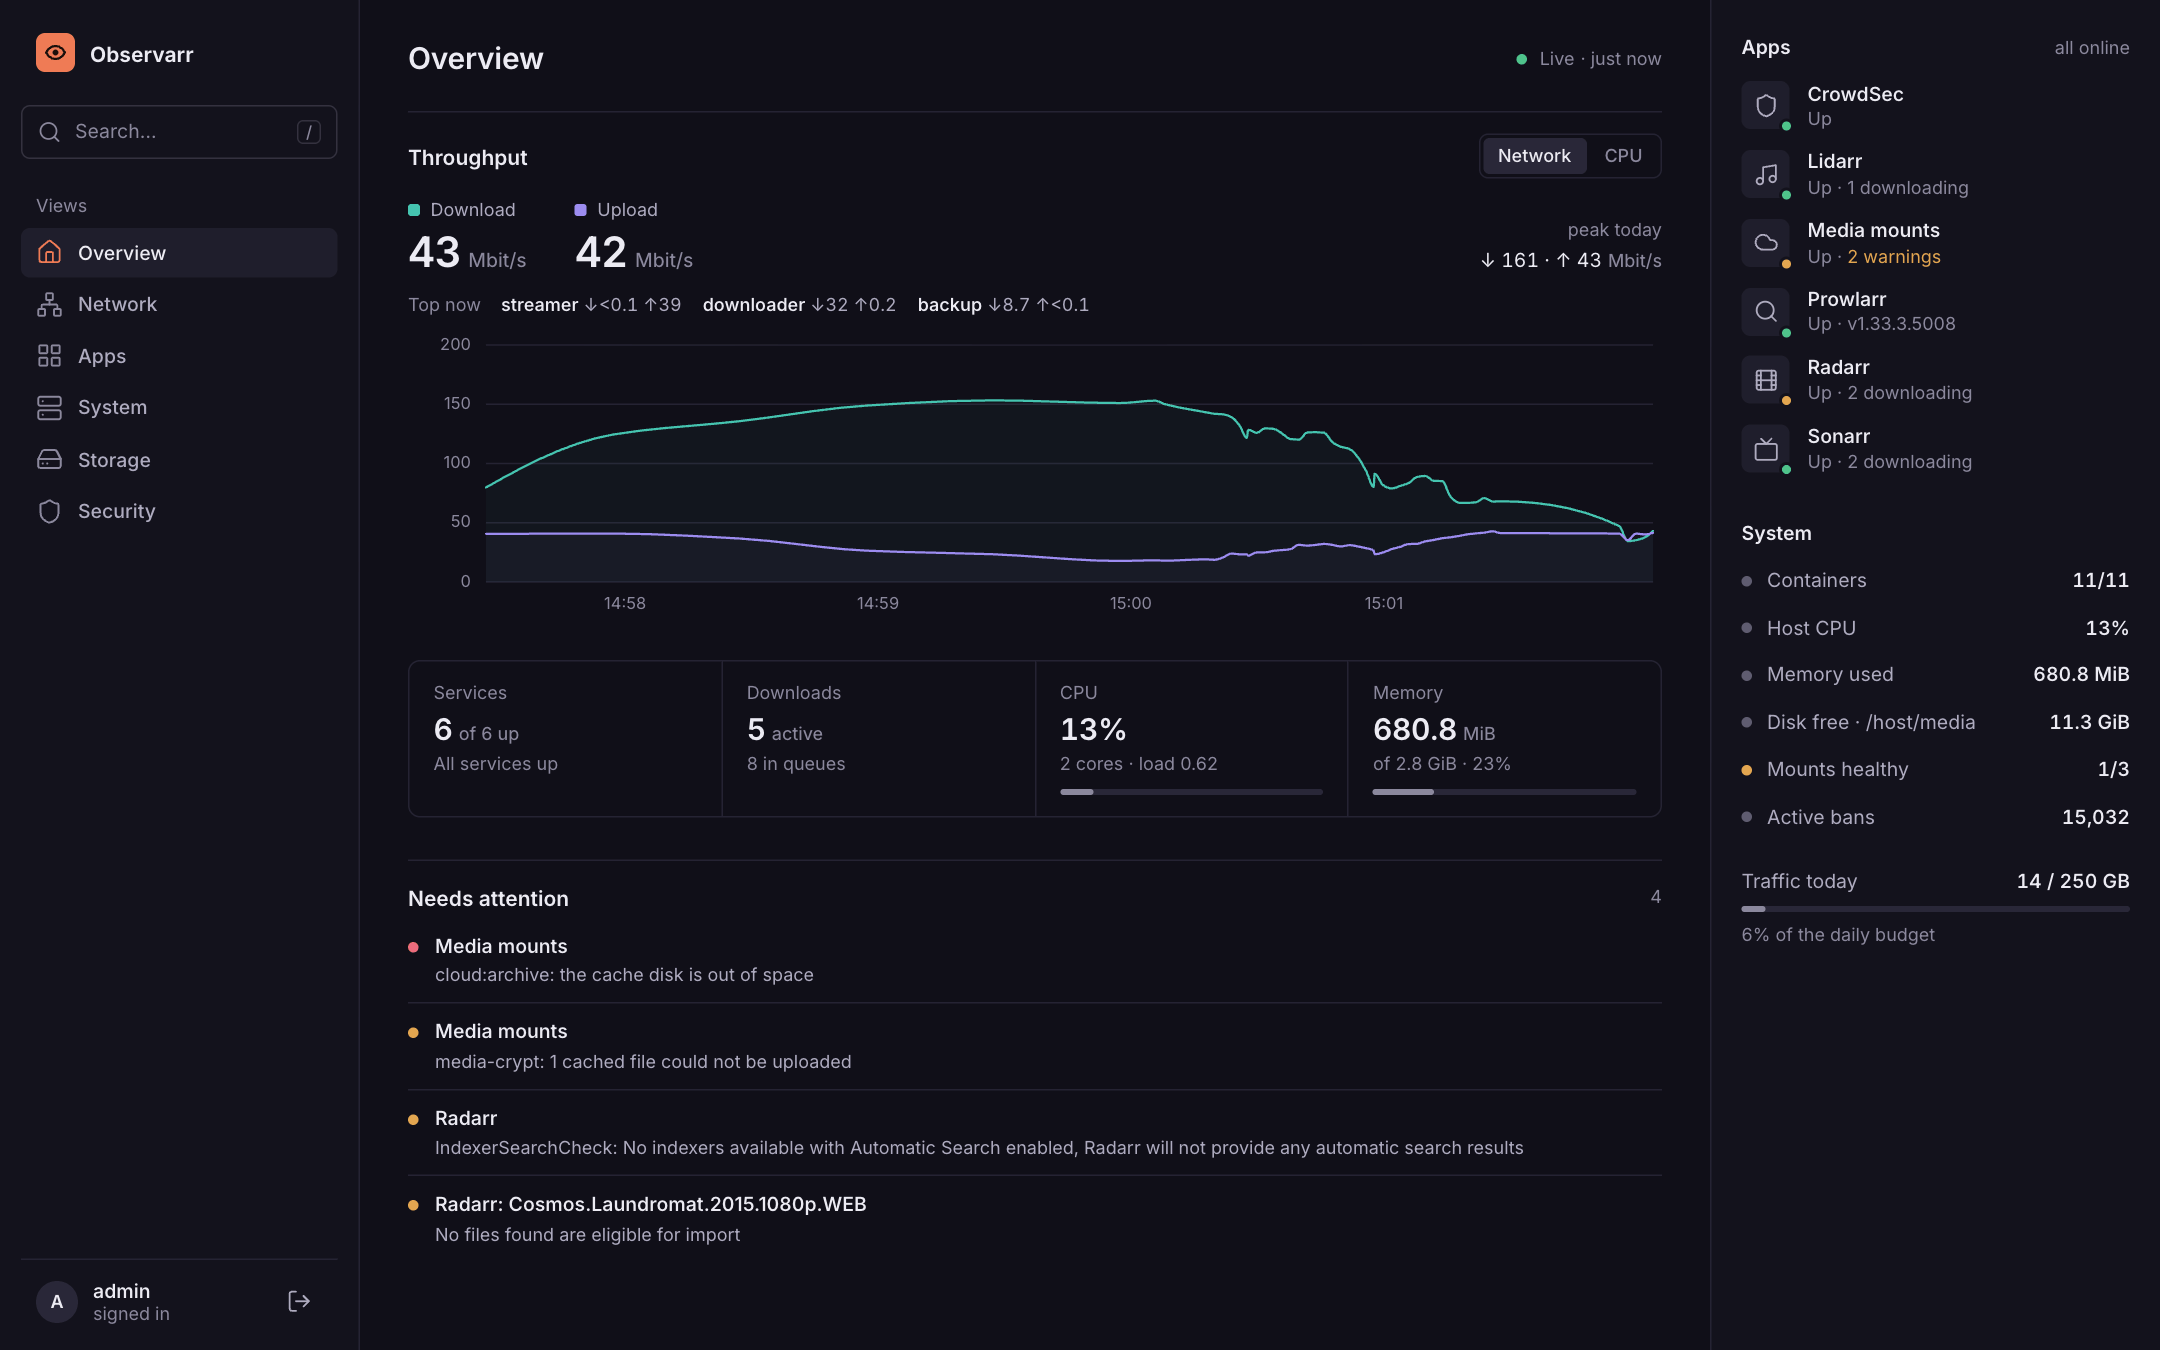 Observarr
Search...
/
Views
Overview
Network
Apps
System
Storage
Security
A
admin
signed in
Overview
Live · just now
Throughput
Network
CPU
Download
Upload
43 Mbit/s
42 Mbit/s
peak today
↓ 161 · ↑ 43 Mbit/s
Top now streamer ↓<0.1 ↑39 downloader ↓32 ↑0.2 backup ↓8.7 ↑<0.1
200
150
100
50
0
14:58
14:59
15:00
15:01
Services
6 of 6 up
All services up
Downloads
5 active
8 in queues
CPU
13%
2 cores · load 0.62
Memory
680.8 MiB
of 2.8 GiB · 23%
Needs attention
4
Media mounts
cloud:archive: the cache disk is out of space
Media mounts
media-crypt: 1 cached file could not be uploaded
Radarr
IndexerSearchCheck: No indexers available with Automatic Search enabled, Radarr will not provide any automatic search results
Radarr: Cosmos.Laundromat.2015.1080p.WEB
No files found are eligible for import
Apps
all online
CrowdSec
Up
Lidarr
Up · 1 downloading
Media mounts
Up · 2 warnings
Prowlarr
Up · v1.33.3.5008
Radarr
Up · 2 downloading
Sonarr
Up · 2 downloading
System
Containers 11/11
Host CPU 13%
Memory used 680.8 MiB
Disk free · /host/media 11.3 GiB
Mounts healthy 1/3
Active bans 15,032
Traffic today 14 / 250 GB
6% of the daily budget